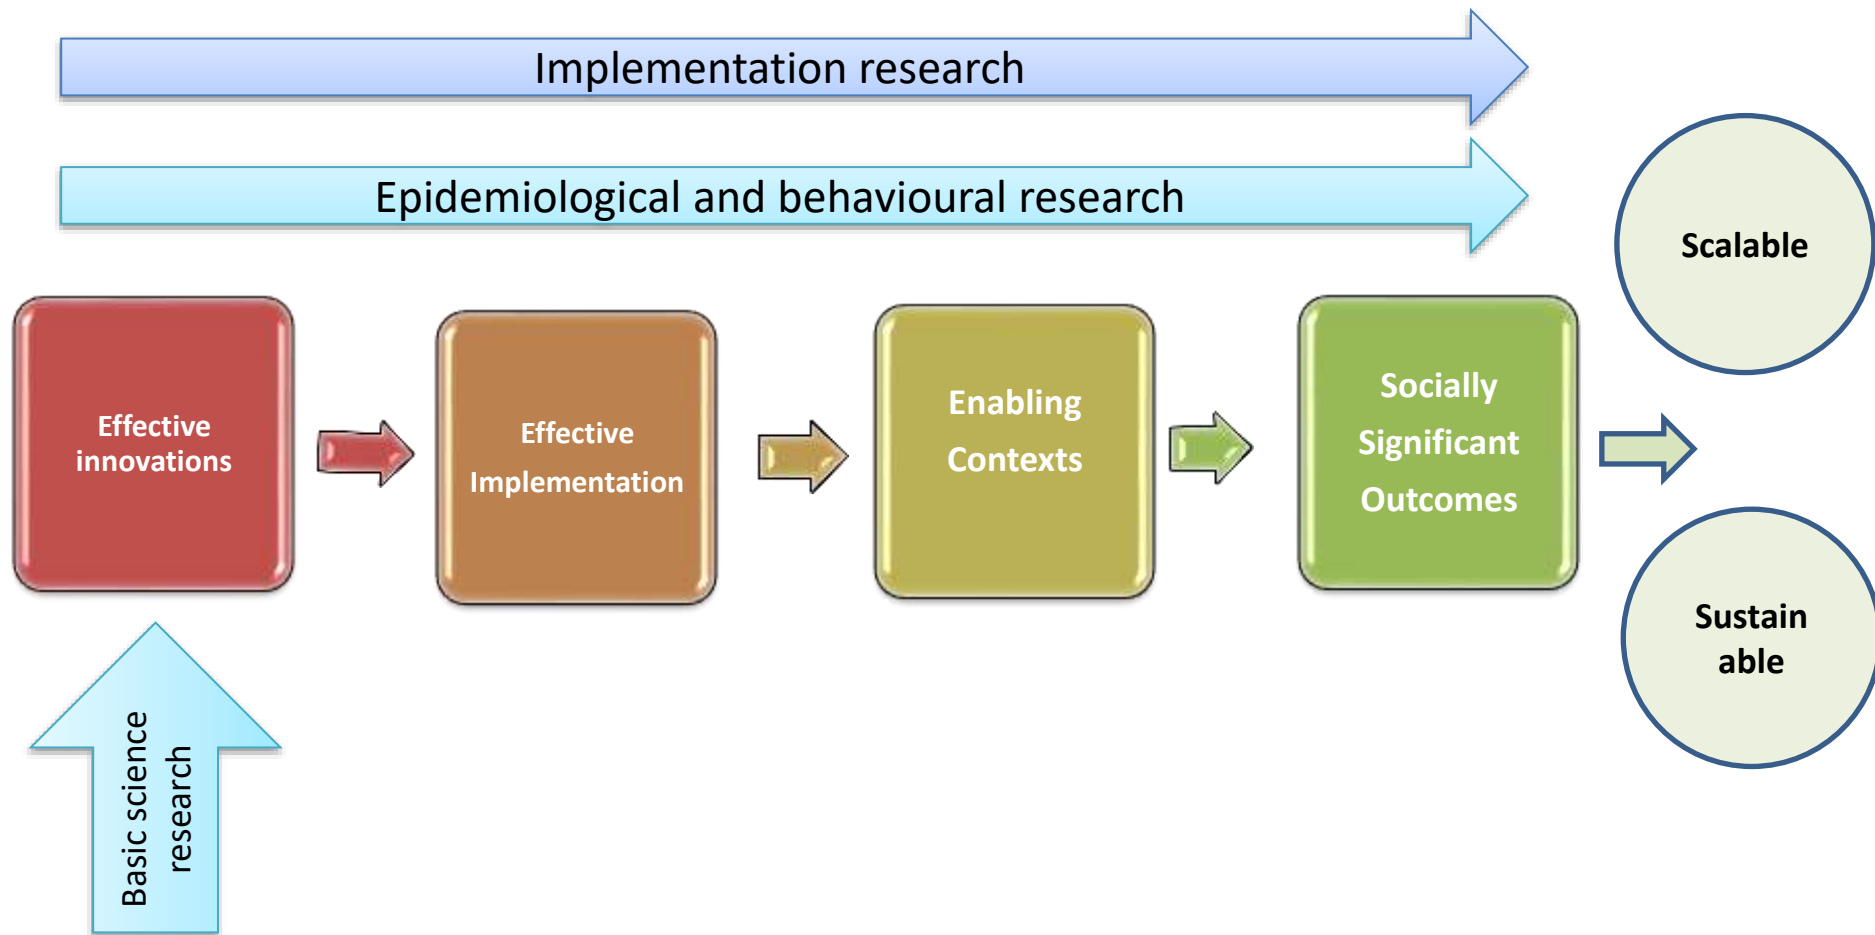 Implementation research
Epidemiological and behavioural research
Scalable
Effective
innovations
Effective
Implementation
Enabling
Contexts
Socially
Significant
Outcomes
Sustain
able
Basic science
research